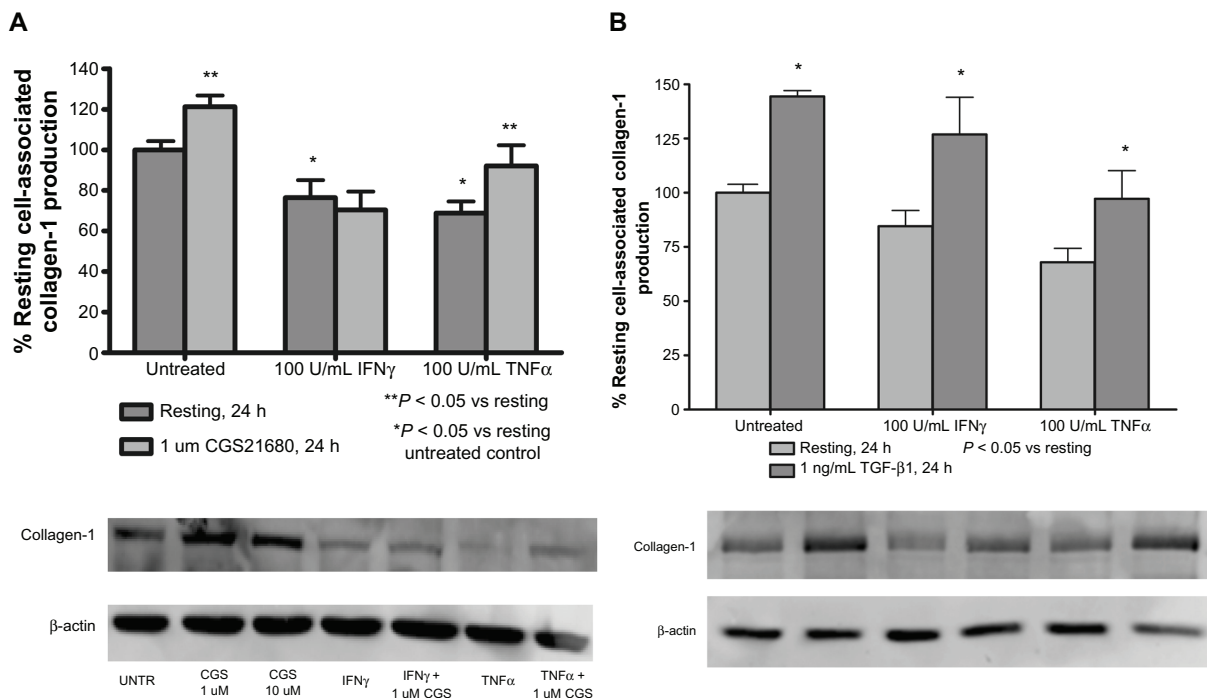 A
% Resting cell-associated
collagen-1 production
140
120
100
80
60
40
20
0
**
*
*
**
Untreated
100 U/mL IFNγ
100 U/mL TNFα
Resting, 24 h
1 um CGS21680, 24 h
**P < 0.05 vs resting
*P < 0.05 vs resting
untreated control
Collagen-1
β-actin
UNTR
CGS
1 uM
CGS
10 uM
IFNγ
IFNγ +
1 uM CGS
TNFα
TNFα +
1 uM CGS
B
% Resting cell-associated collagen-1
production
150
125
100
75
50
25
0
*
*
*
Untreated
100 U/mL IFNγ
100 U/mL TNFα
Resting, 24 h
1 ng/mL TGF-β1, 24 h
P < 0.05 vs resting
Collagen-1
β-actin